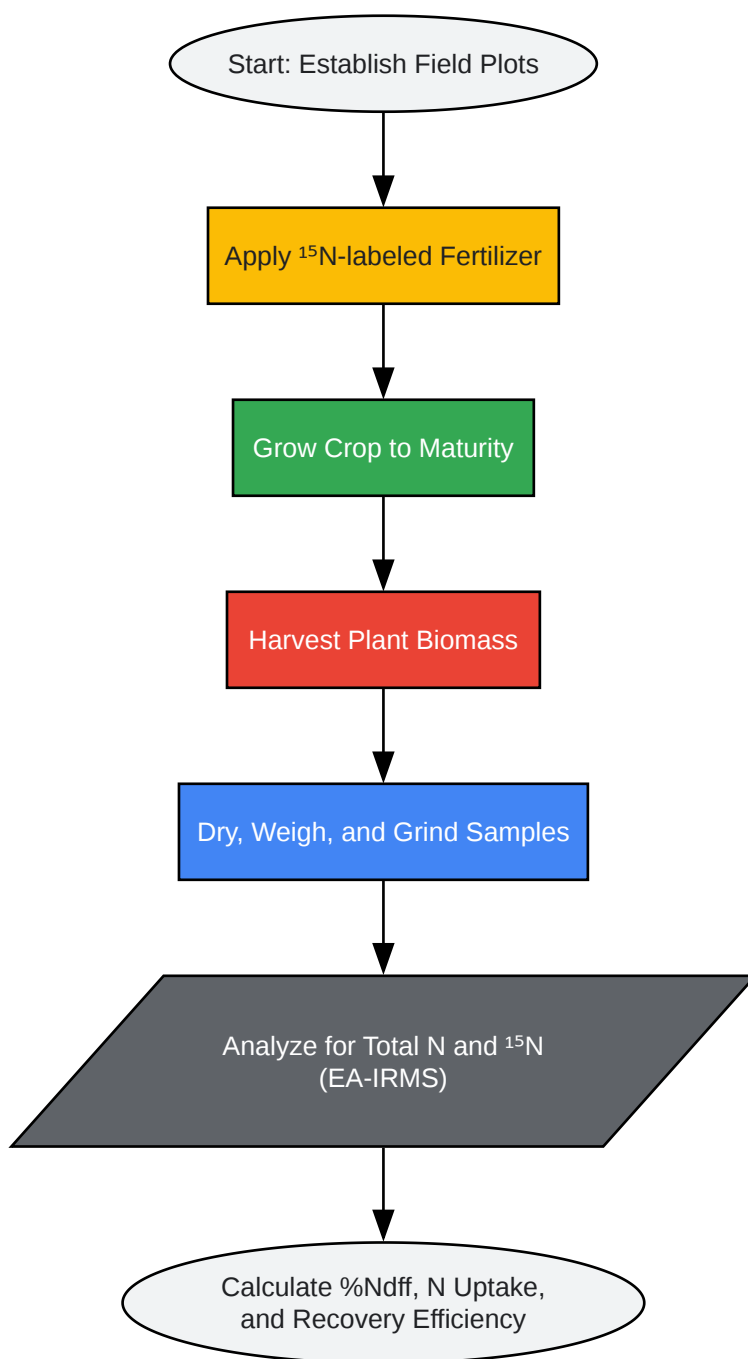 Start: Establish Field Plots
Apply ¹⁵N-labeled Fertilizer
Grow Crop to Maturity
Harvest Plant Biomass
Dry, Weigh, and Grind Samples
Analyze for Total N and ¹⁵N
(EA-IRMS)
Calculate %Ndff, N Uptake,
and Recovery Efficiency